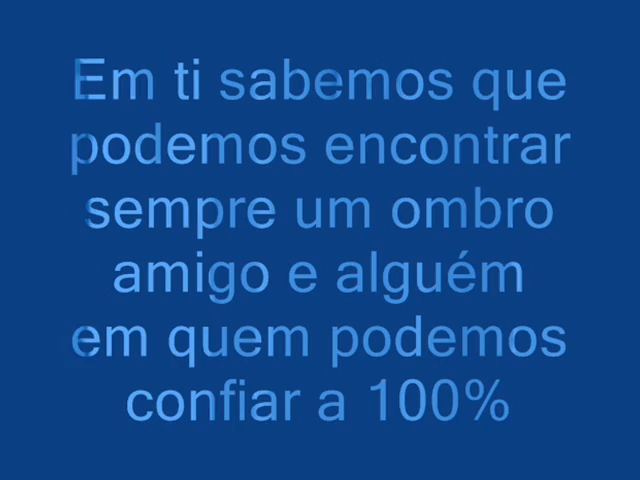 Em ti sabemos que
podemos encontrar
sempre um ombro
amigo e alguém
em quem podemos
confiar a 100%